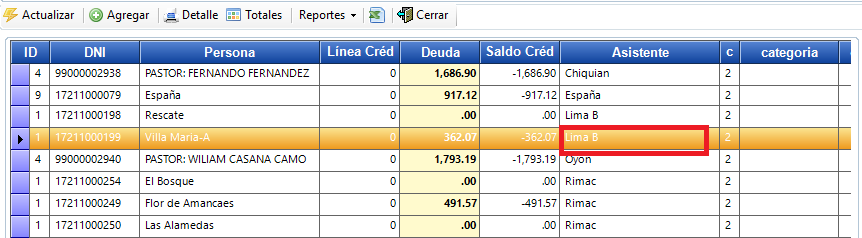 Actualizar Agregar Detalle Totales Reportes Cerrar
ID DNI Persona Línea Créd Deuda Saldo Créd Asistente c categoria
4 99000002938 PASTOR: FERNANDO FERNANDEZ 0 1,686.90 -1,686.90 Chiquian 2
9 17211000079 España 0 917.12 -917.12 España 2
1 17211000198 Rescate 0 .00 .00 Lima B 2
1 17211000199 Villa Maria-A 0 362.07 -362.07 Lima B 2
4 99000002940 PASTOR: WILIAM CASANA CAMO 0 1,793.19 -1,793.19 Oyon 2
1 17211000254 El Bosque 0 .00 .00 Rimac 2
1 17211000249 Flor de Amancaes 0 491.57 -491.57 Rimac 2
1 17211000250 Las Alamedas 0 .00 .00 Rimac 2